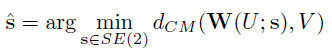 ŝ = arg min_{s∈SE(2)} d_{CM}(W(U; s), V)